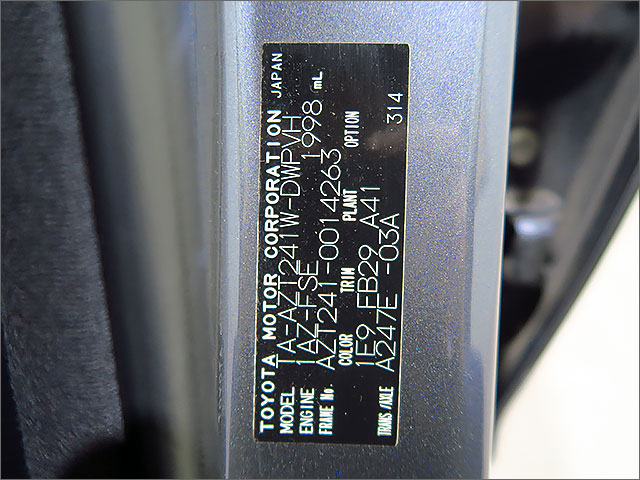 TOYOTA MOTOR CORPORATION JAPAN
MODEL TA-AZT241W-DWPVH
ENGINE 1AZ-FSE 1998 mL
FRAME No. AZT241-0014263
COLOR TRIM PLANT OPTION
1E9 FB29 A41
TRANS/AXLE A247E -03A 314